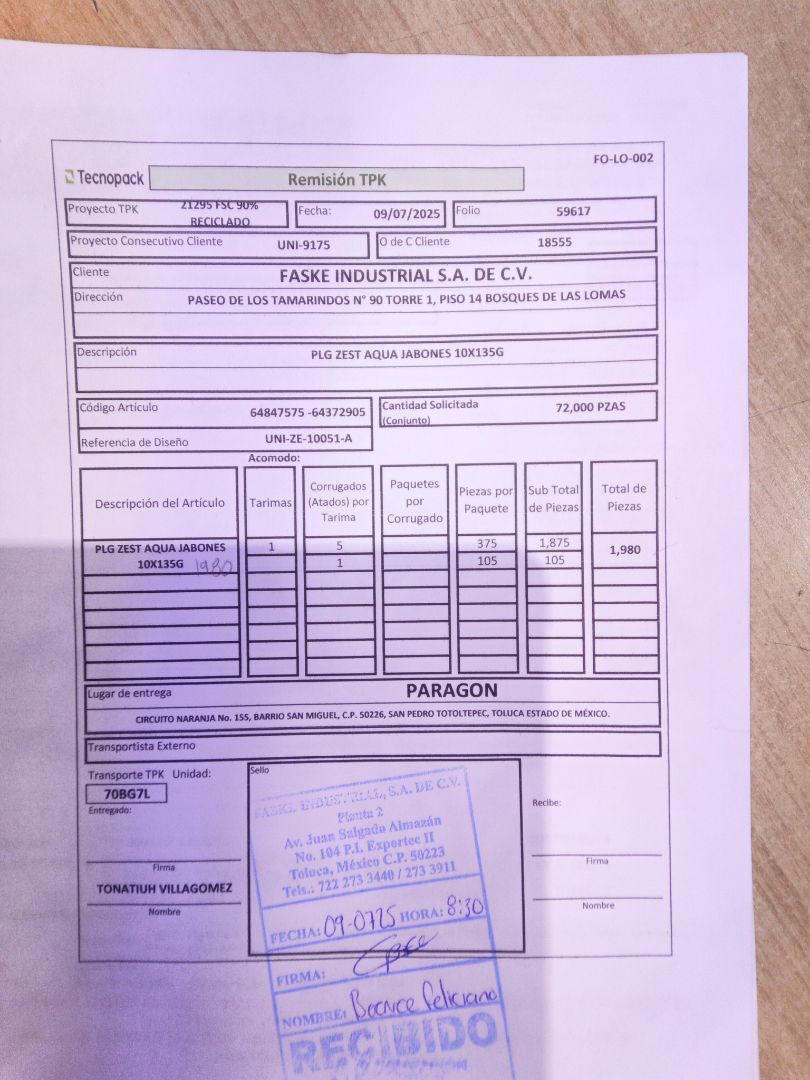 FO-LO-002
Tecnopack
Remisión TPK
Proyecto TPK 21295 FSC 90% RECICLADO Fecha: 09/07/2025 Folio 59617
Proyecto Consecutivo Cliente UNI-9175 O de C Cliente 18555
Cliente FASKE INDUSTRIAL S.A. DE C.V.
Dirección PASEO DE LOS TAMARINDOS N° 90 TORRE 1, PISO 14 BOSQUES DE LAS LOMAS
Descripción PLG ZEST AQUA JABONES 10X135G
Código Artículo 64847575 -64372905 Cantidad Solicitada (Conjunto) 72,000 PZAS
Referencia de Diseño UNI-ZE-10051-A
Acomodo:
Descripción del Artículo Tarimas Corrugados (Atados) por Tarima Paquetes por Corrugado Piezas por Paquete Sub Total de Piezas Total de Piezas
PLG ZEST AQUA JABONES 1 5 375 1,875 1,980
10X135G 1980 1 105 105
Lugar de entrega PARAGON
CIRCUITO NARANJA No. 155, BARRIO SAN MIGUEL, C.P. 50226, SAN PEDRO TOTOLTEPEC, TOLUCA ESTADO DE MÉXICO.
Transportista Externo
Transporte TPK Unidad:
70BG7L
Entregado:
Firma
TONATIUH VILLAGOMEZ
Nombre
Sello
FASKE INDUSTRIAL, S.A. DE C.V.
Planta 2
Av. Juan Salgado Almazán
No. 104 P.I. Exportec II
Toluca, México C.P. 50223
Tels.: 722 273 3440 / 273 3911
FECHA: 09-0725 HORA: 8:30
FIRMA:
NOMBRE: Feliciano
RECIBIDO
Recibe:
Firma
Nombre